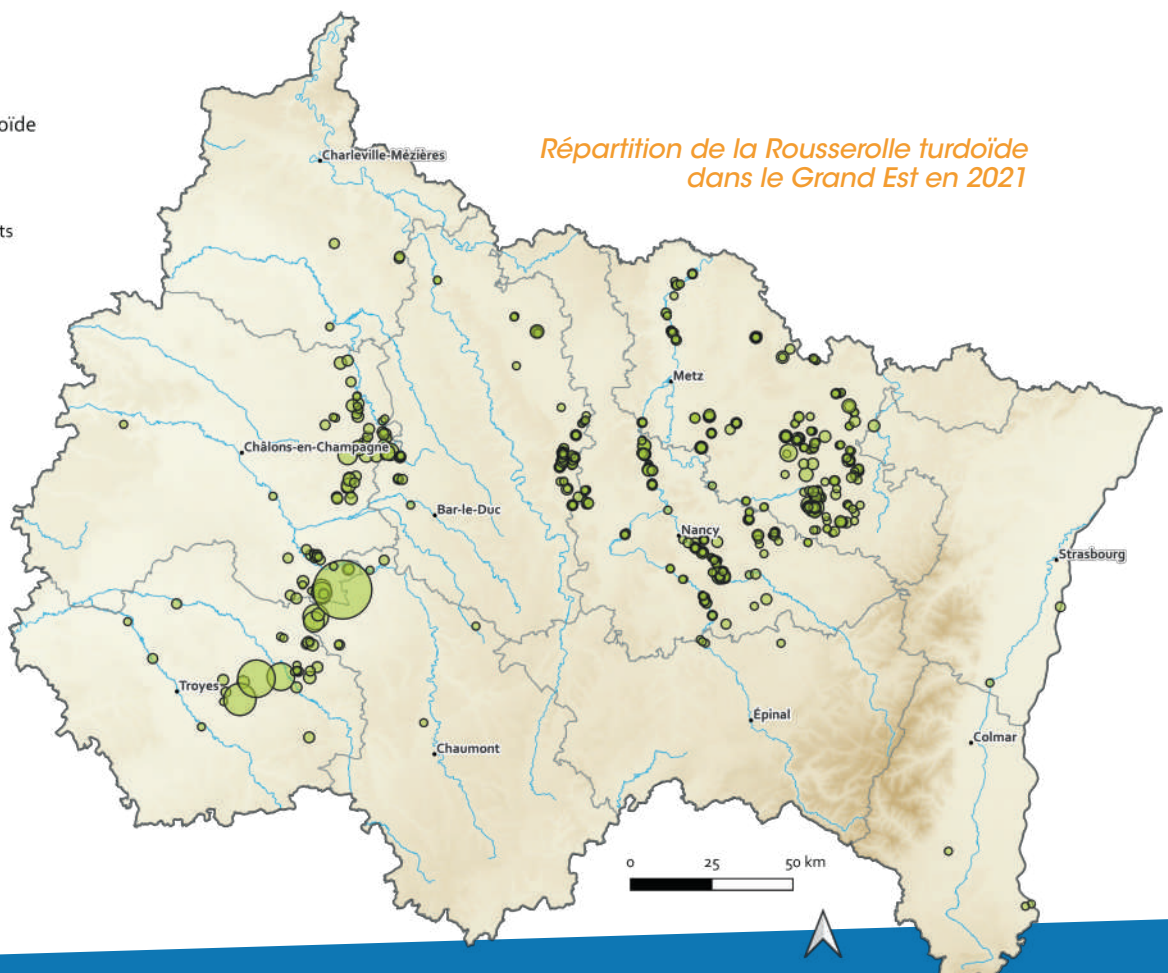 oïde
ts
Répartition de la Rousserolle turdoïde
dans le Grand Est en 2021
Charleville-Mézières
Metz
Châlons-en-Champagne
Bar-le-Duc
Nancy
Strasbourg
Troyes
Épinal
Chaumont
Colmar
0 25 50 km